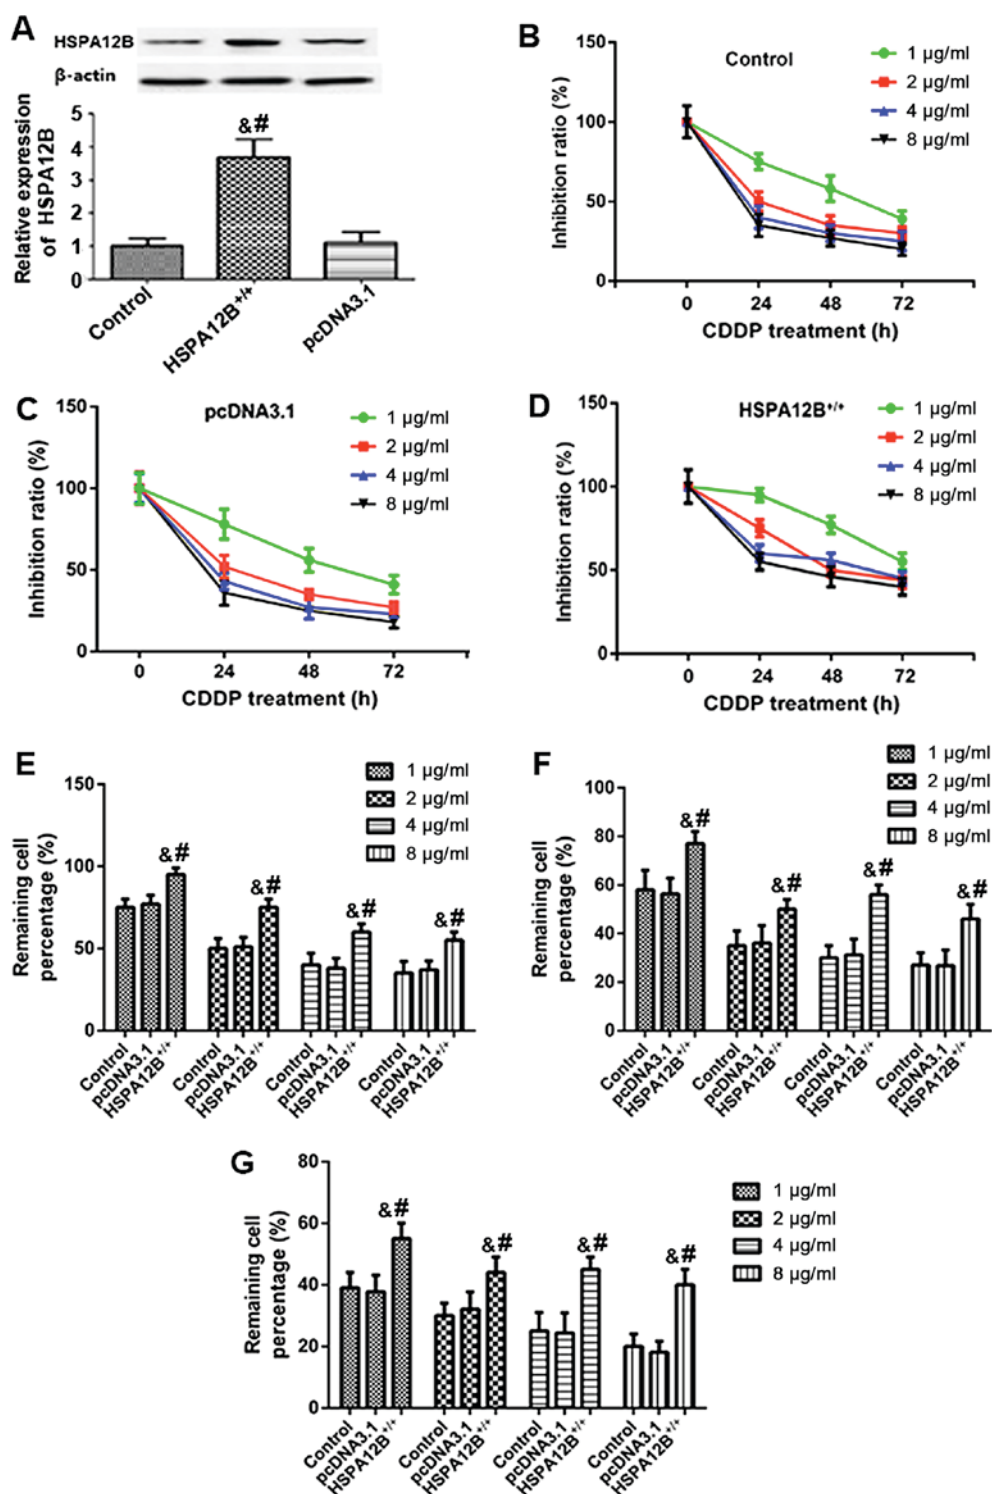 A
HSPA12B
β-actin
Relative expression
of HSPA12B
5
4
3
2
1
0
&#
Control
HSPA12B+/+
pcDNA3.1
B
Control
Inhibition ratio (%)
150
100
50
0
0 24 48 72
CDDP treatment (h)
1 µg/ml
2 µg/ml
4 µg/ml
8 µg/ml
C
pcDNA3.1
Inhibition ratio (%)
150
100
50
0
0 24 48 72
CDDP treatment (h)
1 µg/ml
2 µg/ml
4 µg/ml
8 µg/ml
D
HSPA12B+/+
Inhibition ratio (%)
150
100
50
0
0 24 48 72
CDDP treatment (h)
1 µg/ml
2 µg/ml
4 µg/ml
8 µg/ml
E
Remaining cell
percentage (%)
150
100
50
0
&#
&#
&#
&#
1 µg/ml
2 µg/ml
4 µg/ml
8 µg/ml
Control
pcDNA3.1
HSPA12B+/+
Control
pcDNA3.1
HSPA12B+/+
Control
pcDNA3.1
HSPA12B+/+
Control
pcDNA3.1
HSPA12B+/+
F
Remaining cell
percentage (%)
100
80
60
40
20
0
&#
&#
&#
&#
1 µg/ml
2 µg/ml
4 µg/ml
8 µg/ml
Control
pcDNA3.1
HSPA12B+/+
Control
pcDNA3.1
HSPA12B+/+
Control
pcDNA3.1
HSPA12B+/+
Control
pcDNA3.1
HSPA12B+/+
G
Remaining cell
percentage (%)
80
60
40
20
0
&#
&#
&#
&#
1 µg/ml
2 µg/ml
4 µg/ml
8 µg/ml
Control
pcDNA3.1
HSPA12B+/+
Control
pcDNA3.1
HSPA12B+/+
Control
pcDNA3.1
HSPA12B+/+
Control
pcDNA3.1
HSPA12B+/+